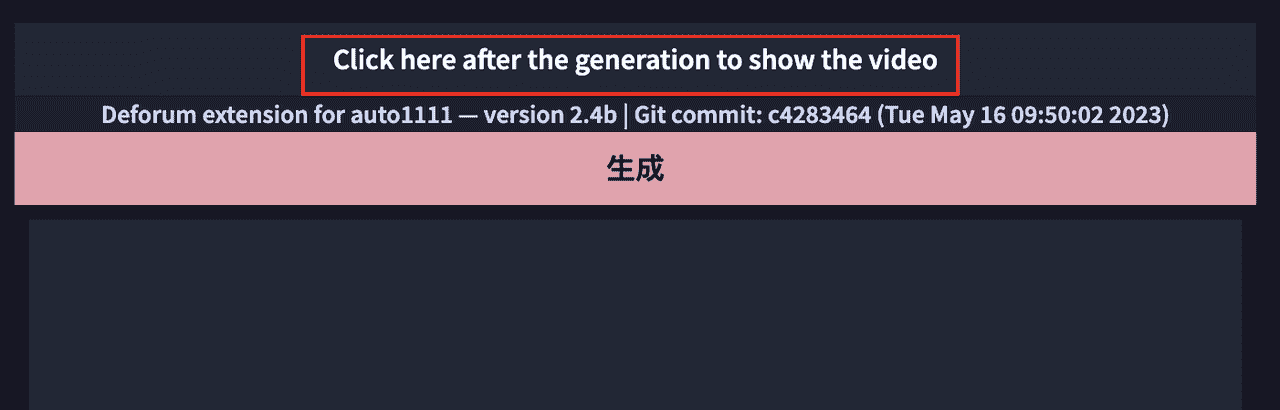 Click here after the generation to show the video
Deforum extension for auto1111 — version 2.4b | Git commit: c4283464 (Tue May 16 09:50:02 2023)
生成